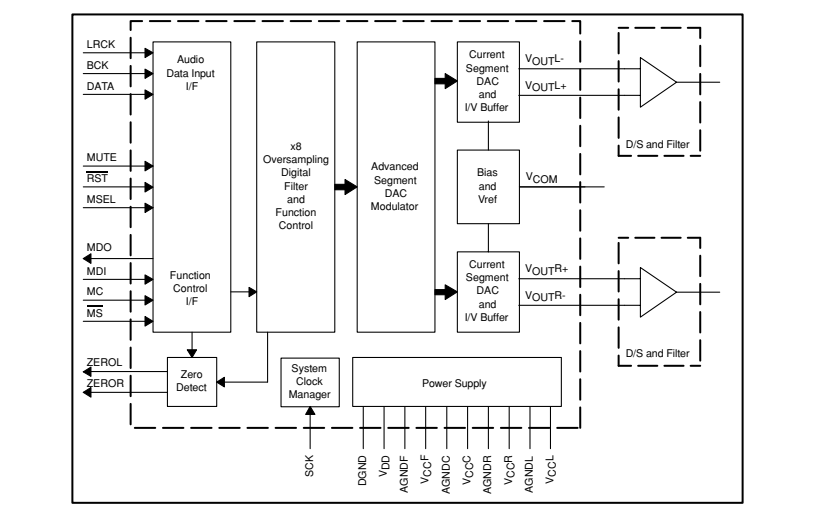 LRCK
BCK
DATA
MUTE
RST
MSEL
MDO
MDI
MC
MS
ZEROL
ZEROR
Audio
Data Input
I/F
Function
Control
I/F
x8
Oversampling
Digital
Filter
and
Function
Control
Advanced
Segment
DAC
Modulator
Current
Segment
DAC
and
I/V Buffer
Bias
and
Vref
Current
Segment
DAC
and
I/V Buffer
VOUTL-
VOUTL+
VCOM
VOUTR+
VOUTR-
D/S and Filter
D/S and Filter
Zero
Detect
System
Clock
Manager
Power Supply
SCK
DGND
VDD
AGNDF
VCCF
AGNDC
VCCC
AGNDR
VCCR
AGNDL
VCCL